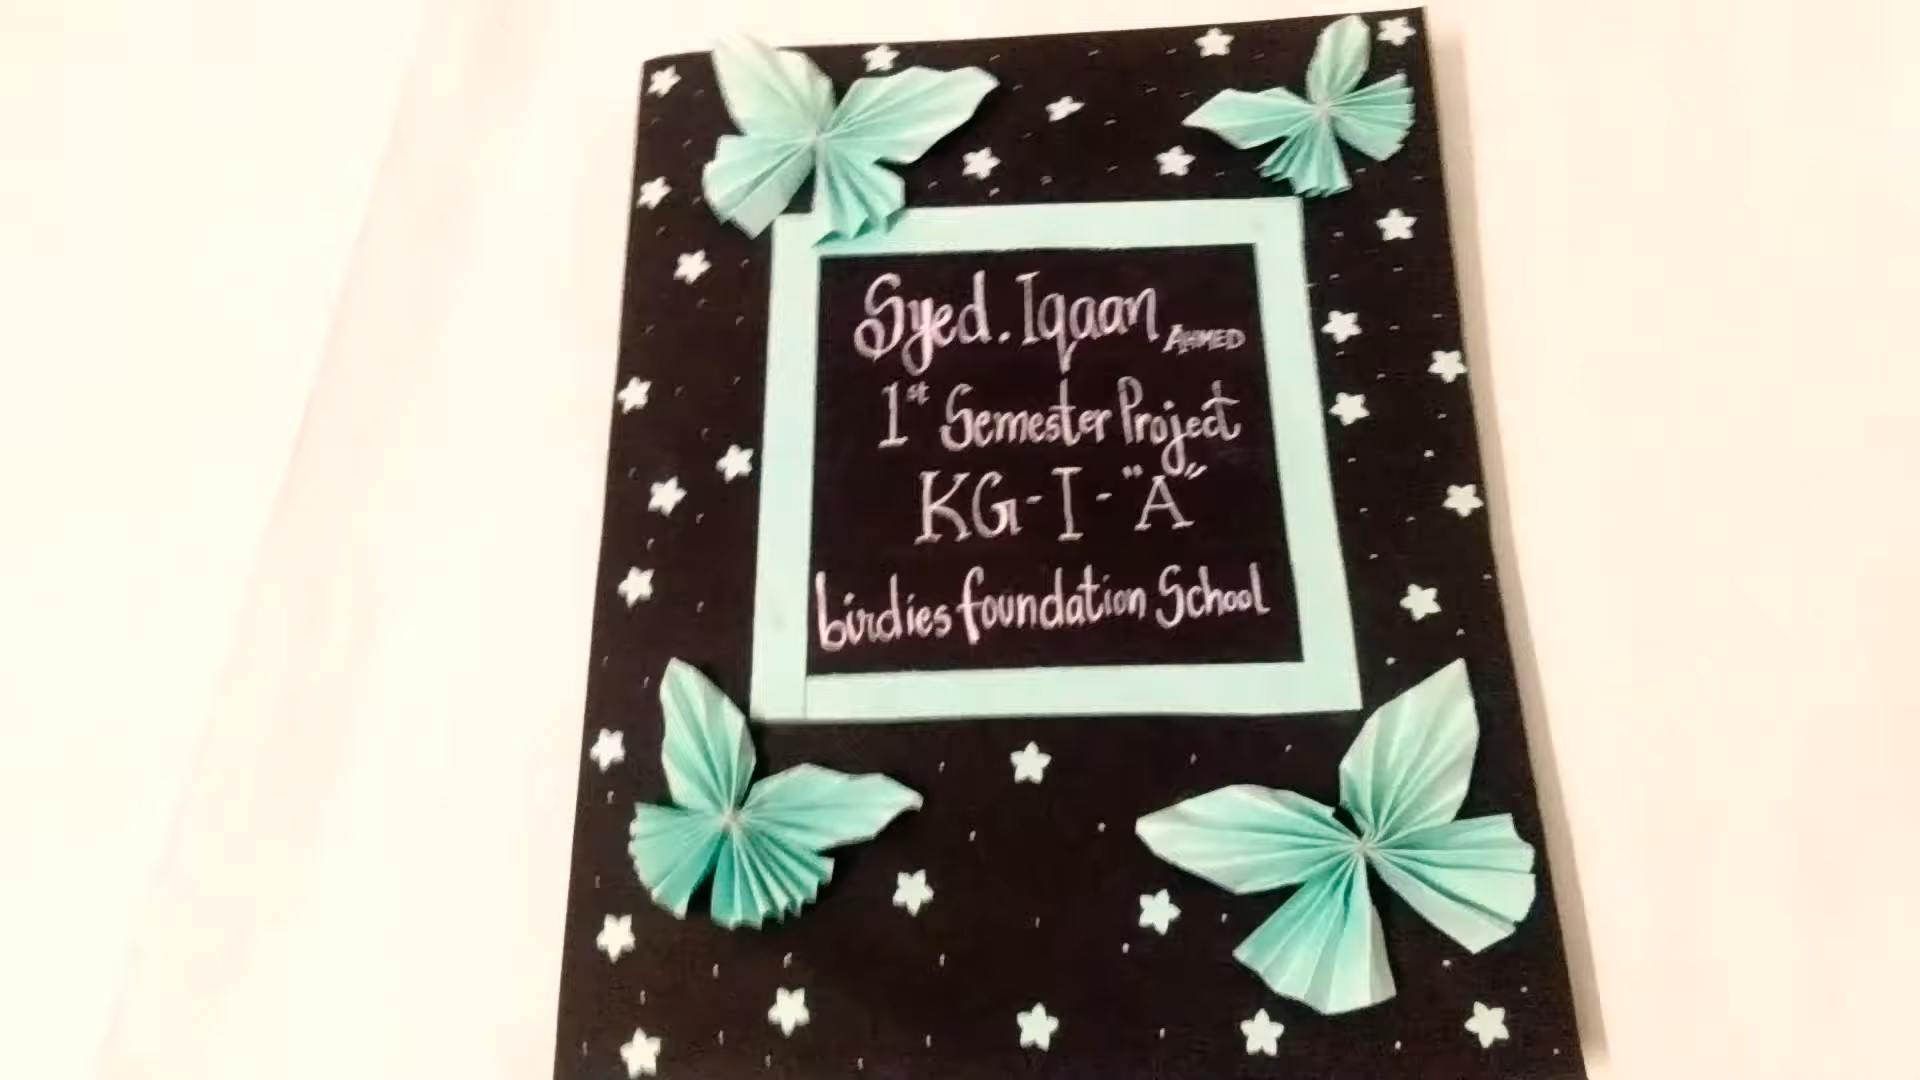 Syed. Iqaan AHMED
1st Semester Project
KG-I-"A"
birdies foundation School